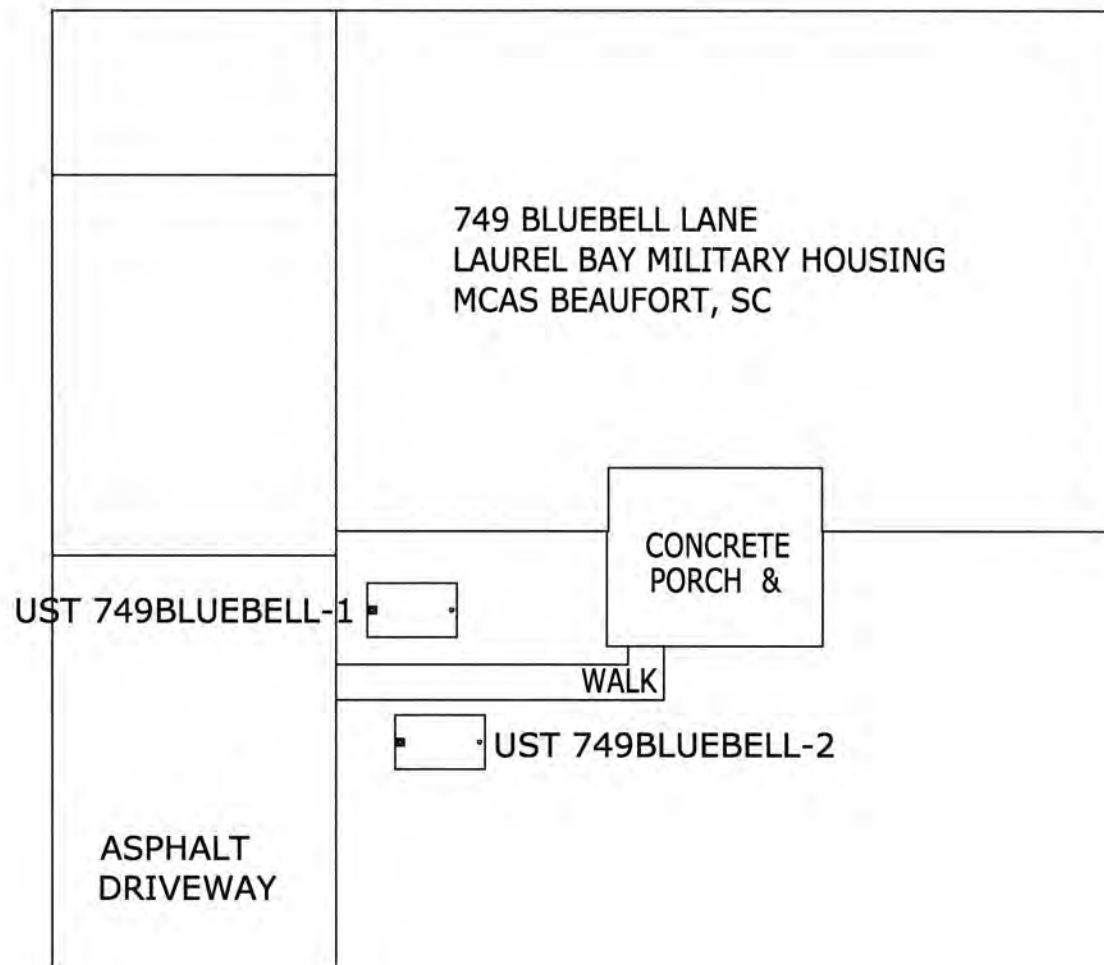 749 BLUEBELL LANE
LAUREL BAY MILITARY HOUSING
MCAS BEAUFORT, SC
CONCRETE
PORCH &
UST 749BLUEBELL-1
WALK
UST 749BLUEBELL-2
ASPHALT
DRIVEWAY